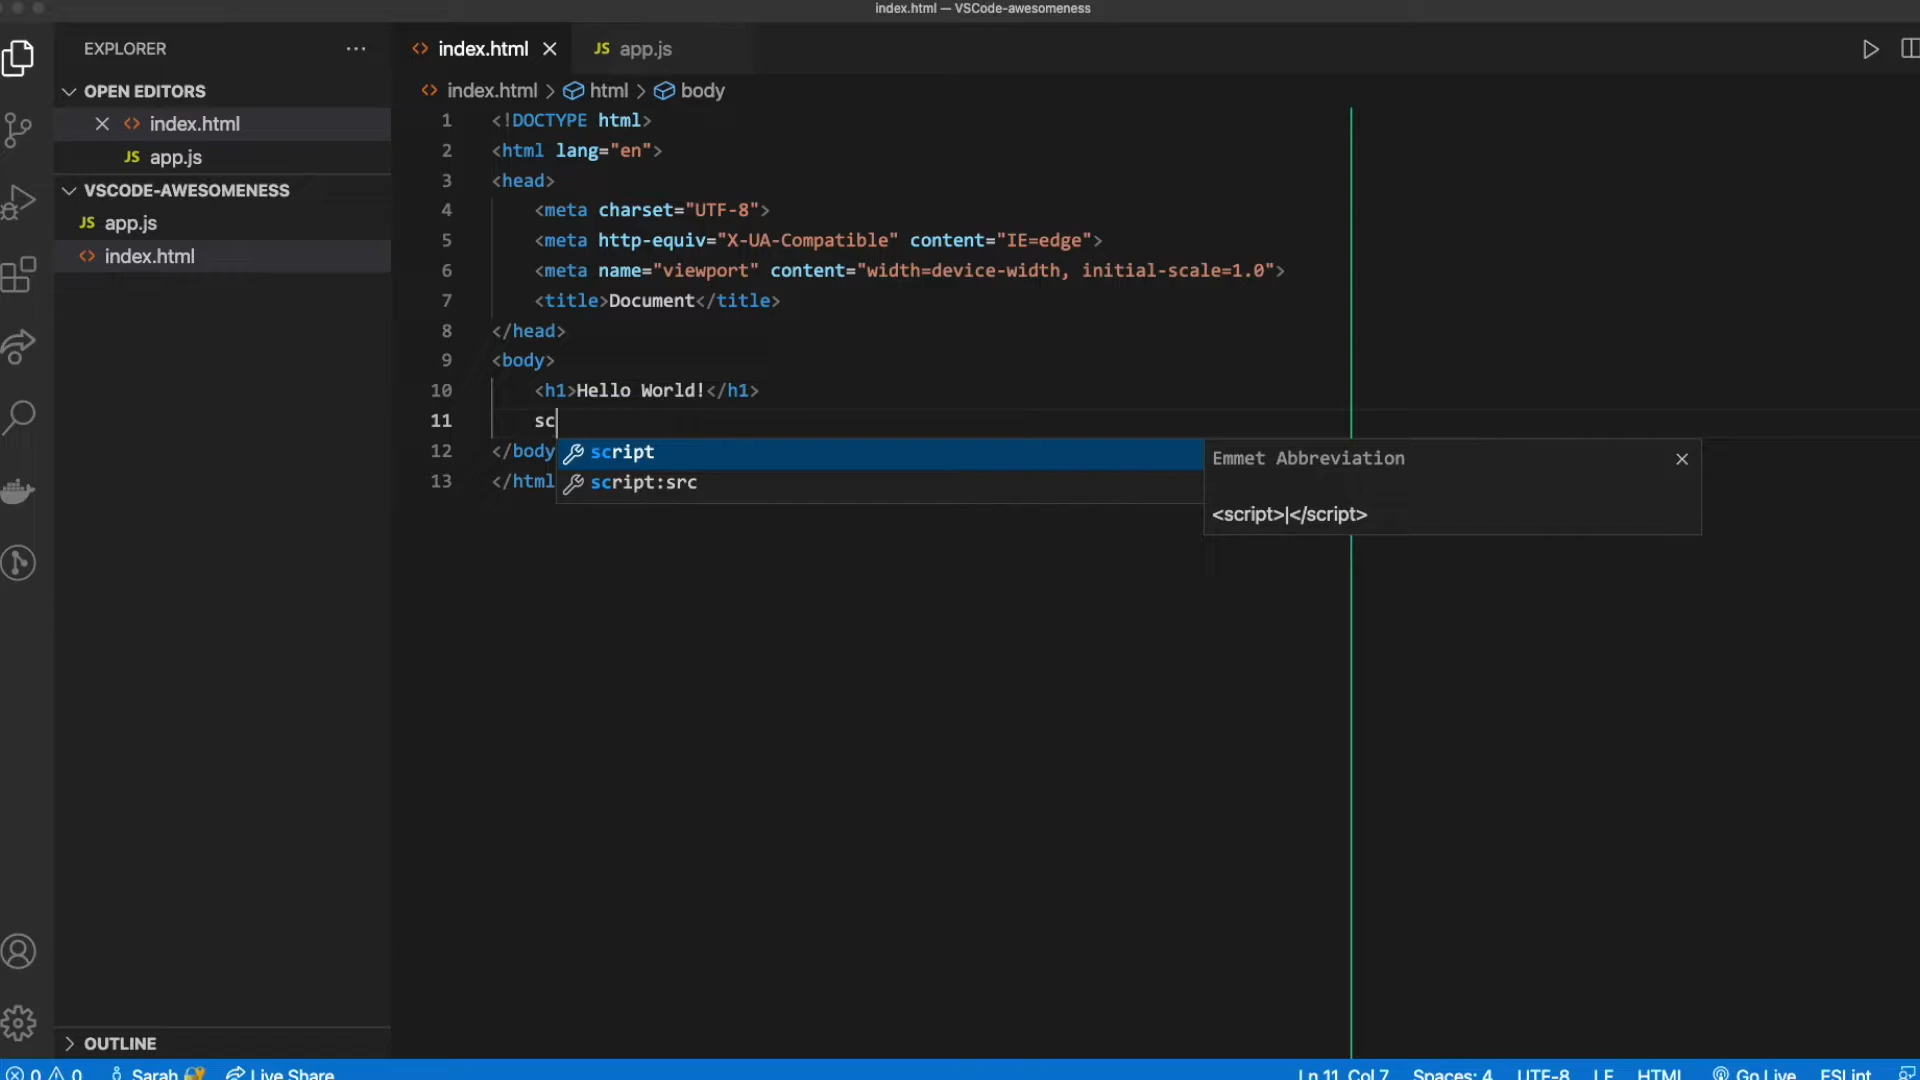 index.html — VSCode-awesomeness
EXPLORER
OPEN EDITORS
index.html
JS app.js
VSCODE-AWESOMENESS
JS app.js
index.html
OUTLINE
index.html
JS app.js
index.html > html > body
1 <!DOCTYPE html>
2 <html lang="en">
3 <head>
4 <meta charset="UTF-8">
5 <meta http-equiv="X-UA-Compatible" content="IE=edge">
6 <meta name="viewport" content="width=device-width, initial-scale=1.0">
7 <title>Document</title>
8 </head>
9 <body>
10 <h1>Hello World!</h1>
11 sc
12 </body
13 </html
script
script:src
Emmet Abbreviation
<script>|</script>
0 0 Sarah Live Share
Ln 11, Col 7 Spaces: 4 UTF-8 LF HTML Go Live ESLint